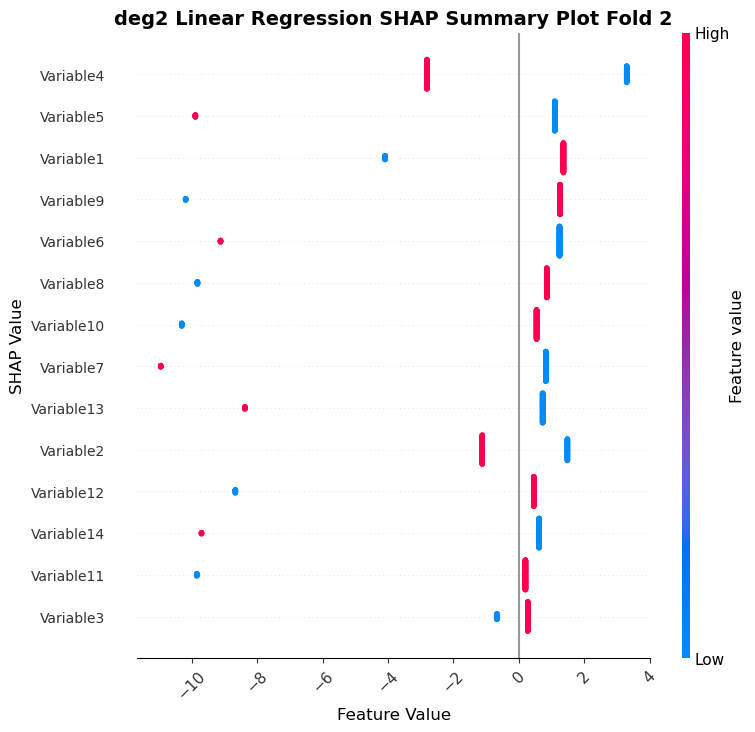 deg2 Linear Regression SHAP Summary Plot Fold 2
High
Variable4
Variable5
Variable1
Variable9
Variable6
Variable8
Variable10
Variable7
Variable13
Variable2
Variable12
Variable14
Variable11
Variable3
SHAP Value
Feature value
Low
−10
−8
−6
−4
−2
0
2
4
Feature Value